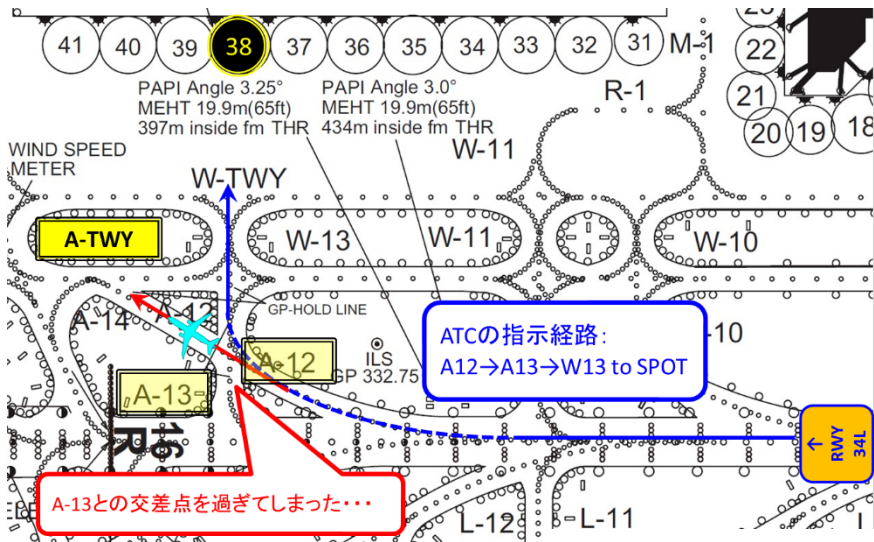 23
41 40 39 38 37 36 35 34 33 32 31 M-1 22
PAPI Angle 3.25° PAPI Angle 3.0° R-1 21
MEHT 19.9m(65ft) MEHT 19.9m(65ft)
397m inside fm THR 434m inside fm THR 20 19 18
WIND SPEED W-11
METER W-TWY
A-TWY W-13 W-11 W-10
GP-HOLD LINE
A-14 A-12
ILS
A-12 GP 332.75
ATCの指示経路:
A12→A13→W13 to SPOT
-10
A-13
16
R
← RWY
34L
A-13との交差点を過ぎてしまった・・・
L-12 L-11